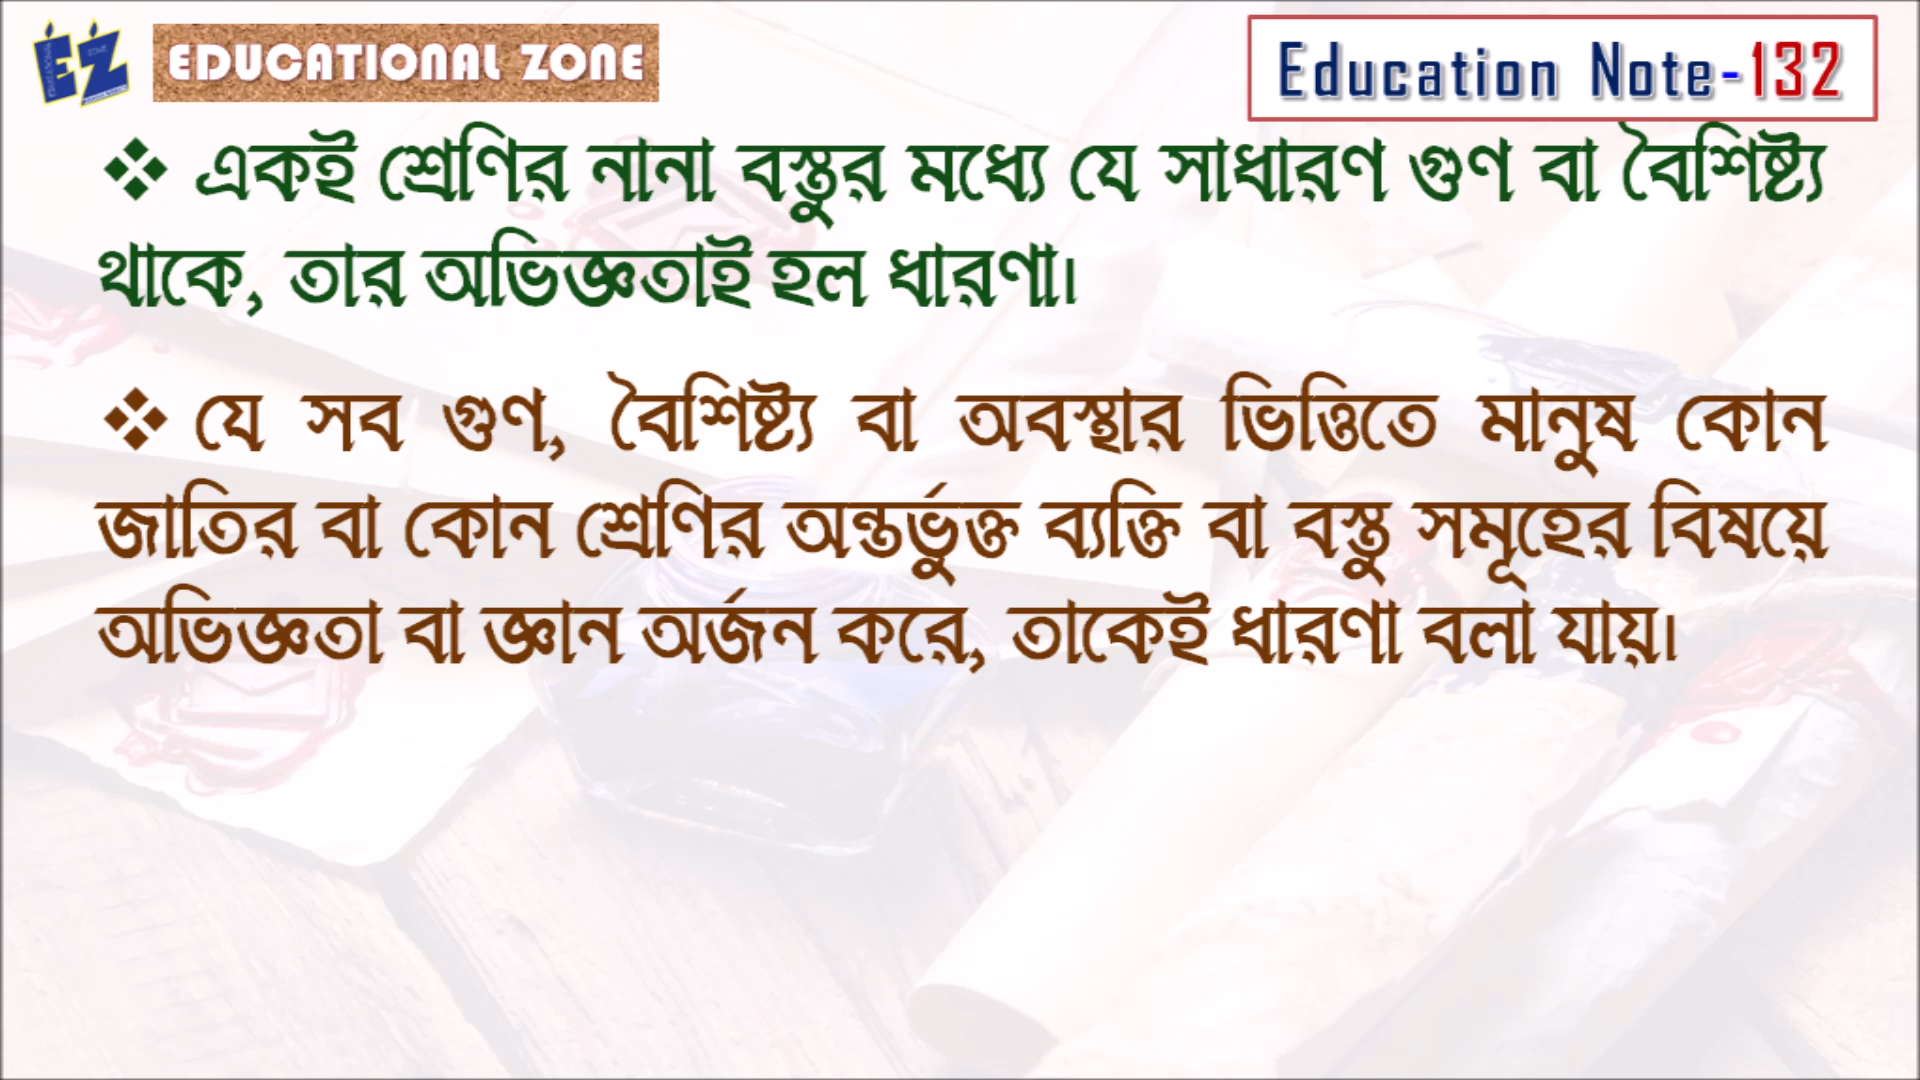 EZ
EDUCATIONAL ZONE
Education Note-132
❖ একই শ্রেণির নানা বস্তুর মধ্যে যে সাধারণ গুণ বা বৈশিষ্ট্য
থাকে, তার অভিজ্ঞতাই হল ধারণা।
❖ যে সব গুণ, বৈশিষ্ট্য বা অবস্থার ভিত্তিতে মানুষ কোন
জাতির বা কোন শ্রেণির অন্তর্ভুক্ত ব্যক্তি বা বস্তু সমূহের বিষয়ে
অভিজ্ঞতা বা জ্ঞান অর্জন করে, তাকেই ধারণা বলা যায়।